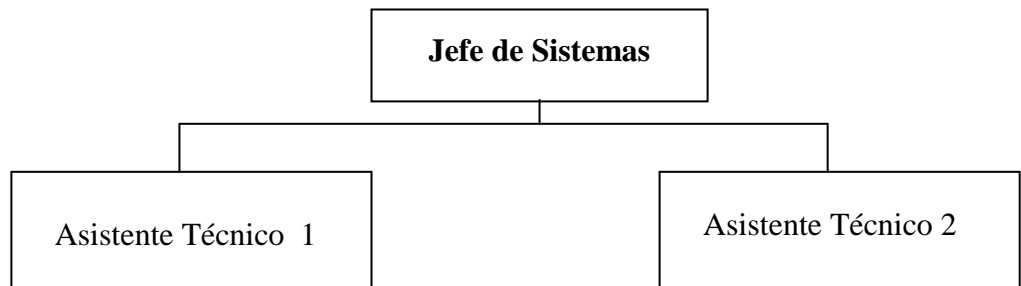 Jefe de Sistemas
Asistente Técnico 1
Asistente Técnico 2